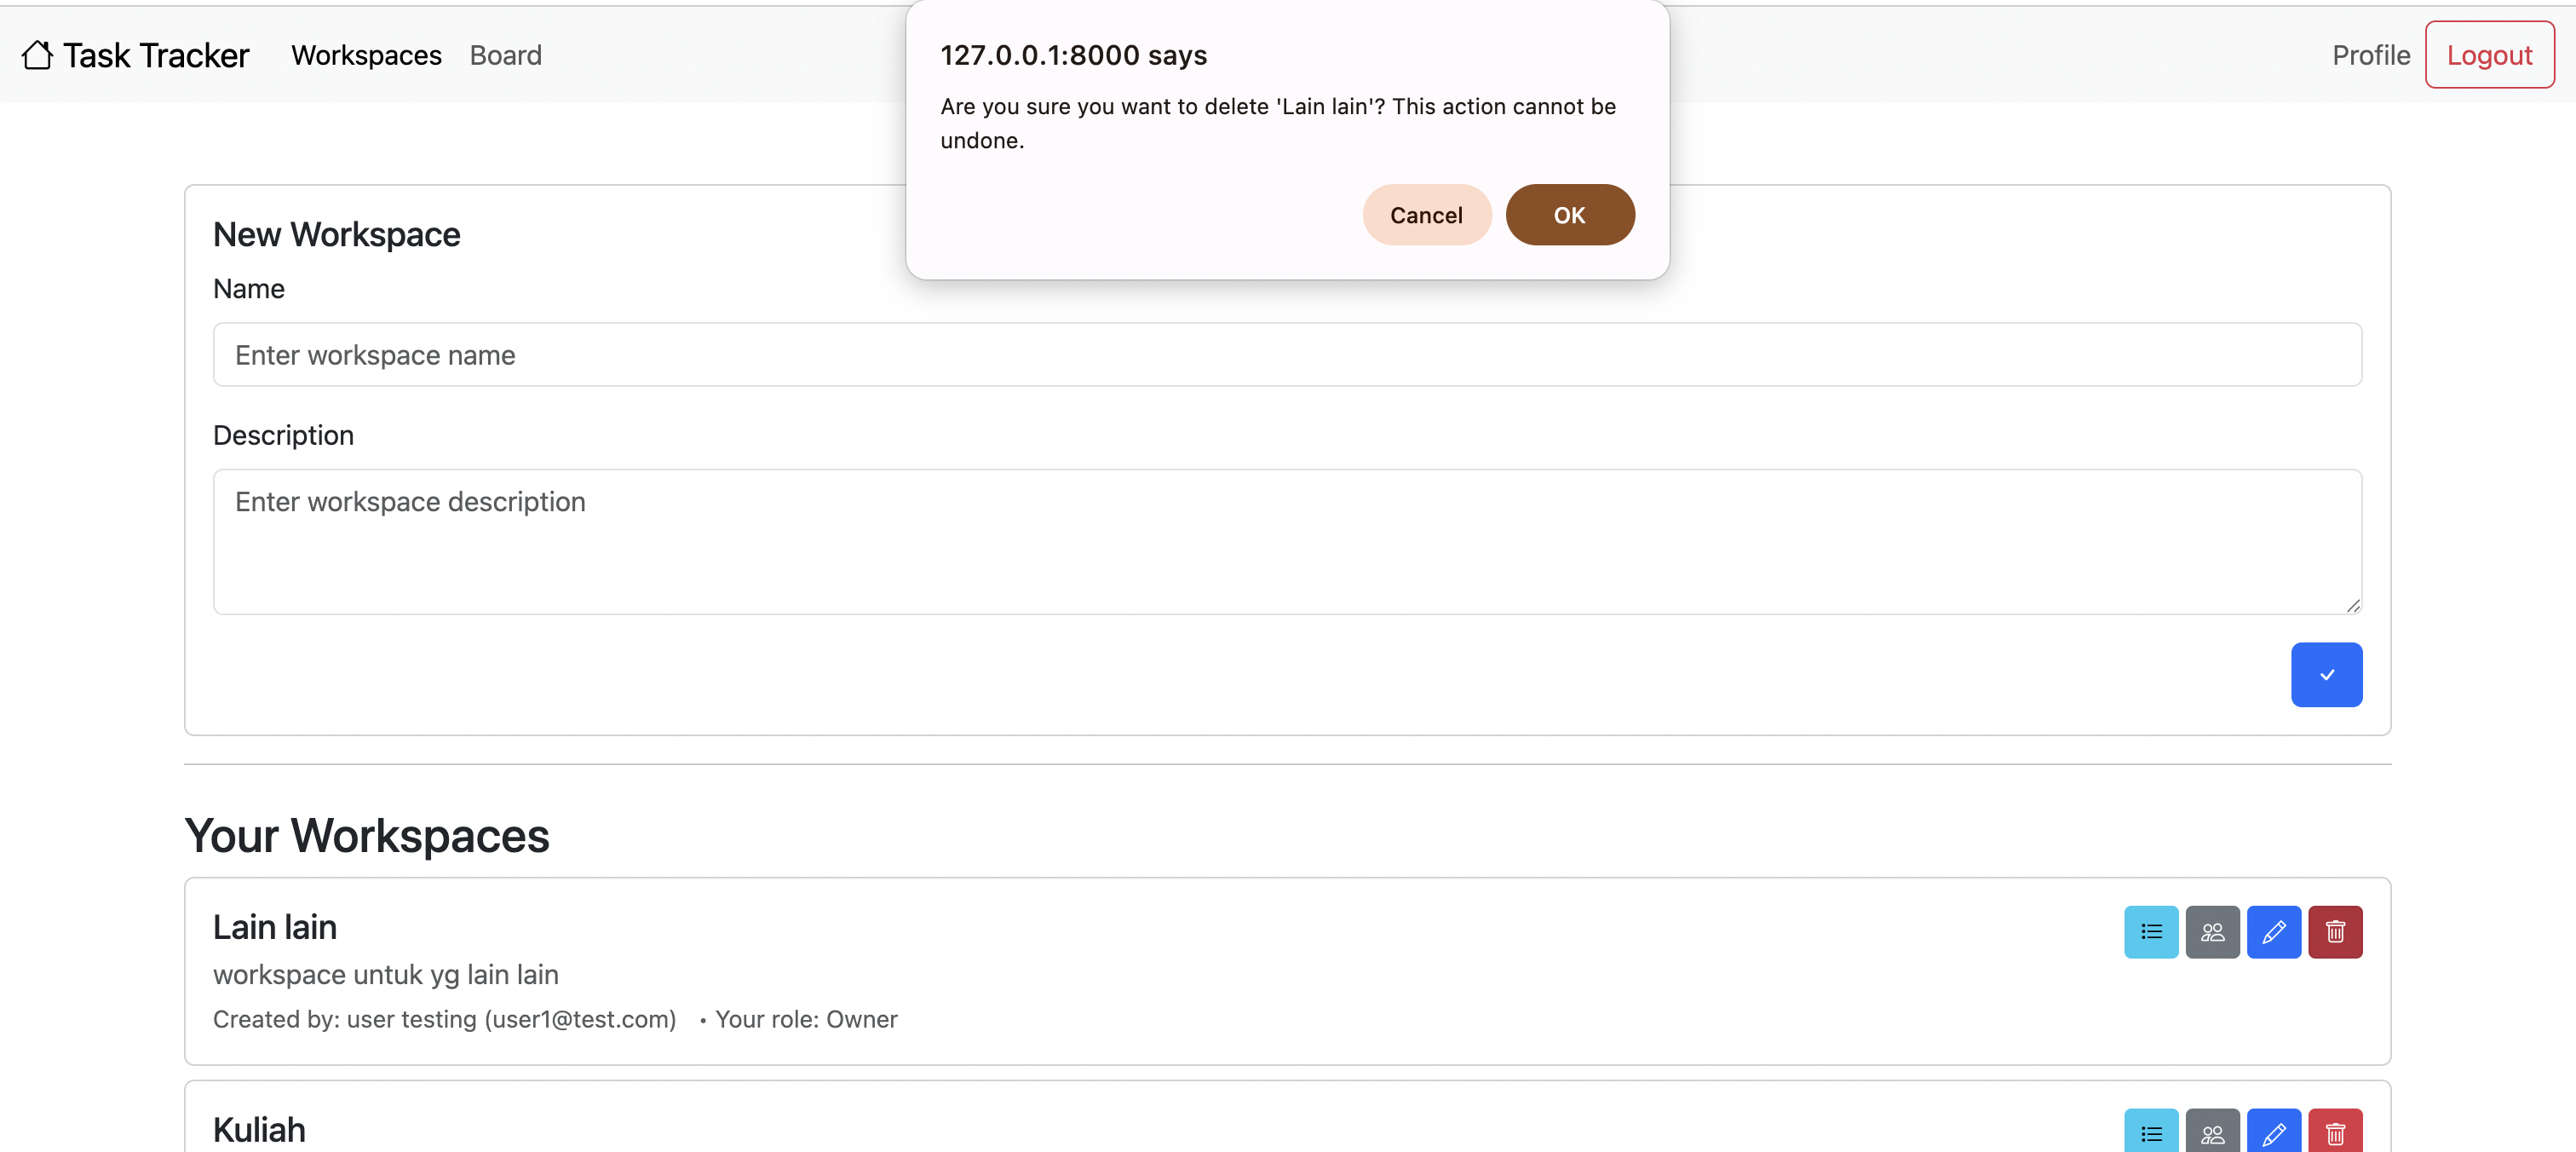 Task Tracker
Workspaces
Board
Profile
Logout
127.0.0.1:8000 says
Are you sure you want to delete 'Lain lain'? This action cannot be
undone.
Cancel
OK
New Workspace
Name
Enter workspace name
Description
Enter workspace description
Your Workspaces
Lain lain
workspace untuk yg lain lain
Created by: user testing (user1@test.com) • Your role: Owner
Kuliah